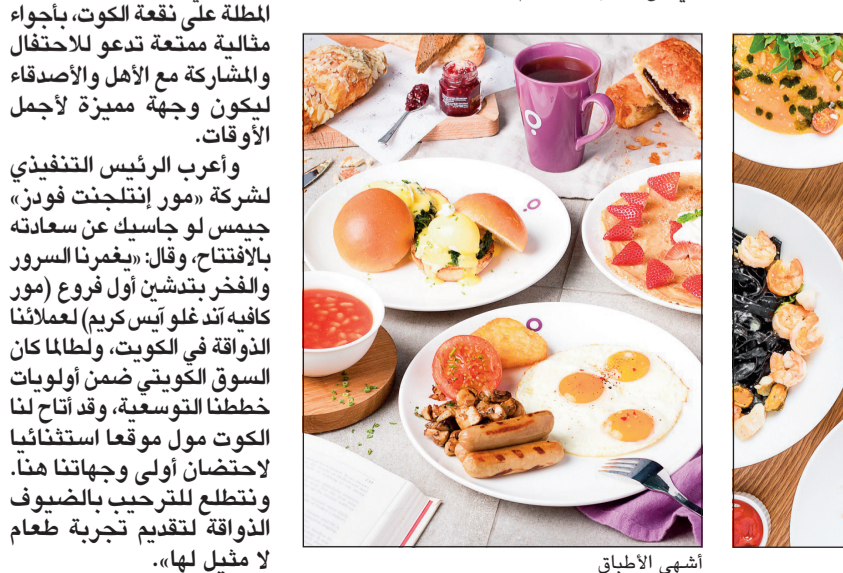 المطلة على نقعة الكوت، بأجواء
مثالية ممتعة تدعو للاحتفال
والمشاركة مع الأهل والأصدقاء
ليكون وجهة مميزة لأجمل
الأوقات.
وأعرب الرئيس التنفيذي
لشركة «مور إنتلجنت فودز»
جيمس لو جاسيك عن سعادته
بالافتتاح، وقال: «يغمرنا السرور
والفخر بتدشين أول فروع (مور
كافيه آند غلو آيس كريم) لعملائنا
الذواقة في الكويت، ولطالما كان
السوق الكويتي ضمن أولويات
خططنا التوسعية، وقد أتاح لنا
الكوت مول موقعا استثنائيا
لاحتضان أولى وجهاتنا هنا.
ونتطلع للترحيب بالضيوف
الذواقة لتقديم تجربة طعام
لا مثيل لها».
أشهى الأطباق